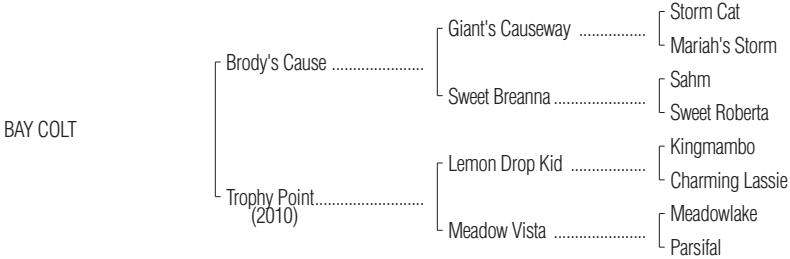 Storm Cat
Giant's Causeway ................
Mariah's Storm
Brody's Cause ......................
Sahm
Sweet Breanna ......................
Sweet Roberta
BAY COLT
Kingmambo
Lemon Drop Kid ..................
Charming Lassie
Trophy Point..........................
(2010)
Meadowlake
Meadow Vista ......................
Parsifal